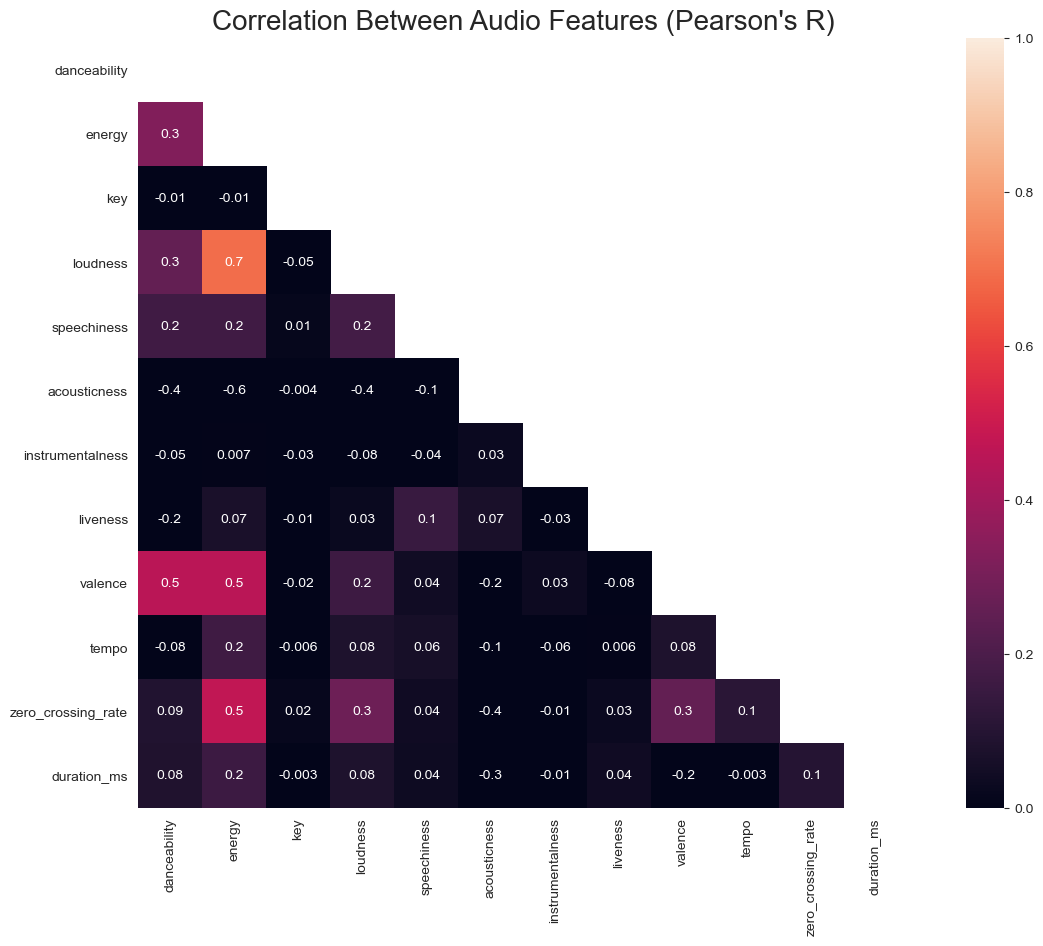 Correlation Between Audio Features (Pearson's R)
danceability
energy 0.3
key -0.01 -0.01
loudness 0.3 0.7 -0.05
speechiness 0.2 0.2 0.01 0.2
acousticness -0.4 -0.6 -0.004 -0.4 -0.1
instrumentalness -0.05 0.007 -0.03 -0.08 -0.04 0.03
liveness -0.2 0.07 -0.01 0.03 0.1 0.07 -0.03
valence 0.5 0.5 -0.02 0.2 0.04 -0.2 0.03 -0.08
tempo -0.08 0.2 -0.006 0.08 0.06 -0.1 -0.06 0.006 0.08
zero_crossing_rate 0.09 0.5 0.02 0.3 0.04 -0.4 -0.01 0.03 0.3 0.1
duration_ms 0.08 0.2 -0.003 0.08 0.04 -0.3 -0.01 0.04 -0.2 -0.003 0.1
danceability
energy
key
loudness
speechiness
acousticness
instrumentalness
liveness
valence
tempo
zero_crossing_rate
duration_ms
1.0
0.8
0.6
0.4
0.2
0.0